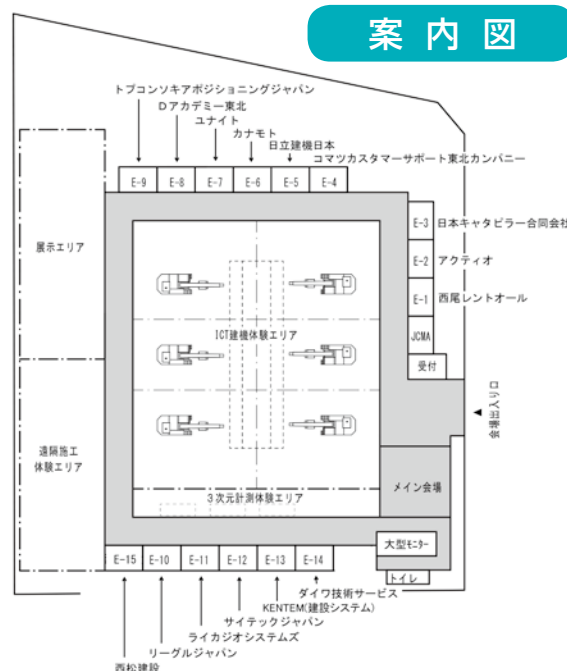 案内図
トプコンソキアポジショニングジャパン
Dアカデミー東北
ユナイト
カナモト
日立建機日本
コマツカスタマーサポート東北カンパニー
E-9 E-8 E-7 E-6 E-5 E-4
E-3 日本キャタピラー合同会社
E-2 アクティオ
E-1 西尾レントオール
JCMA
受付
展示エリア
ICT建機体験エリア
会場出入り口
遠隔施工
体験エリア
メイン会場
3次元計測体験エリア
大型モニター
トイレ
E-15 E-10 E-11 E-12 E-13 E-14
ダイワ技術サービス
KENTEM(建設システム)
サイテックジャパン
ライカジオシステムズ
リーグルジャパン
西松建設